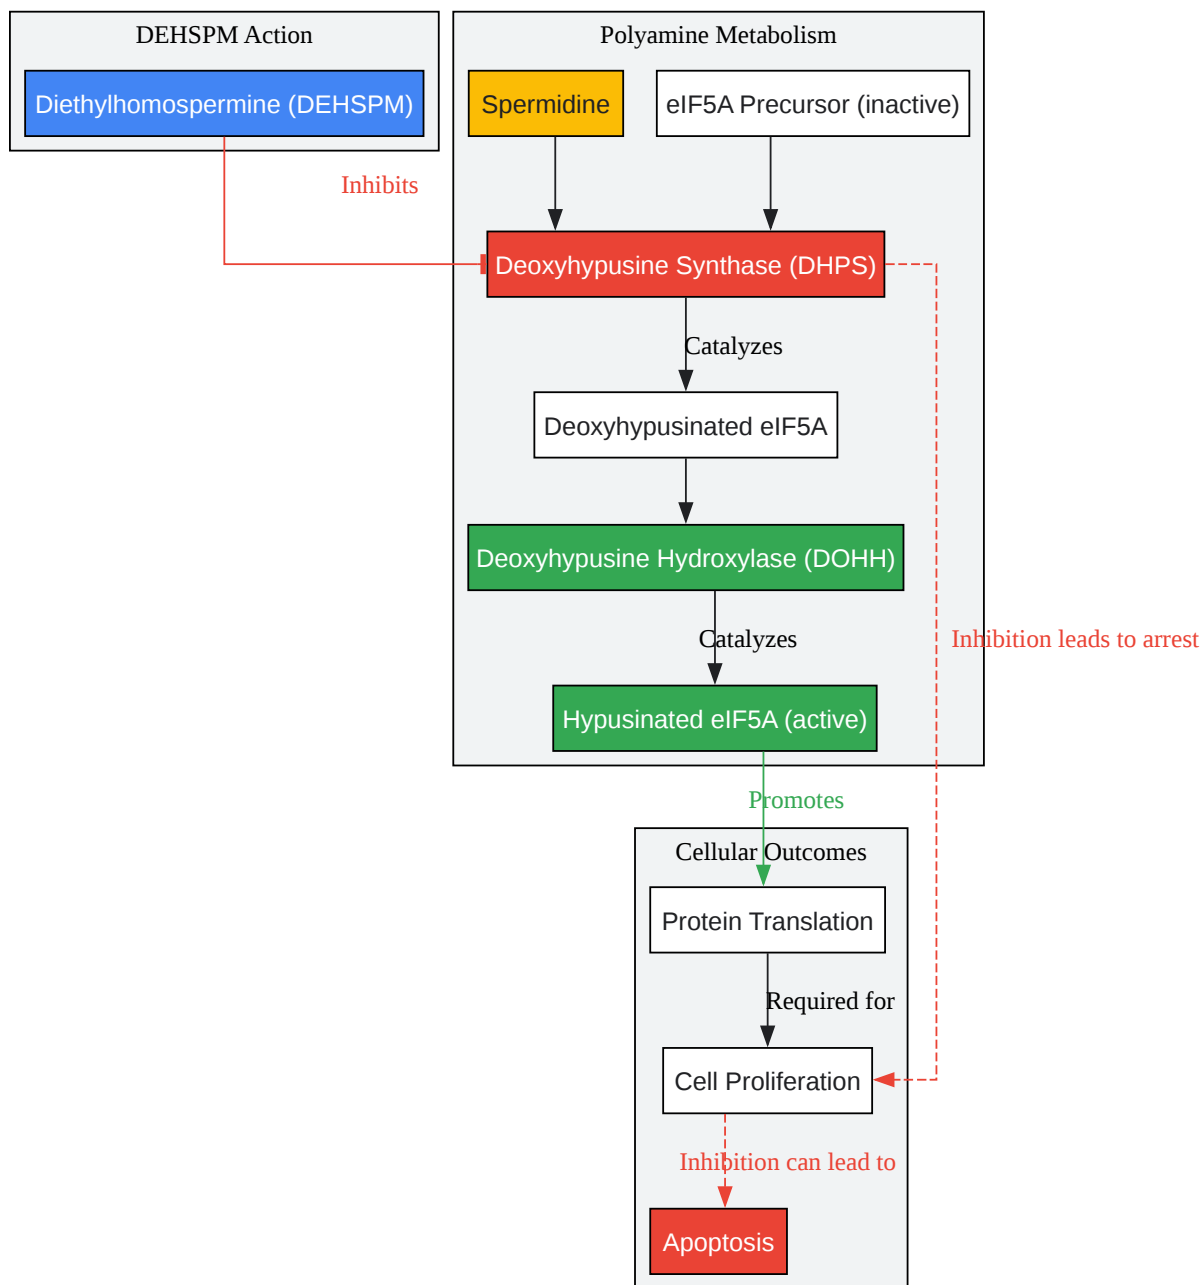 DEHSPM Action
Polyamine Metabolism
Diethylhomospermine (DEHSPM)
Spermidine
eIF5A Precursor (inactive)
Inhibits
Deoxyhypusine Synthase (DHPS)
Catalyzes
Deoxyhypusinated eIF5A
Deoxyhypusine Hydroxylase (DOHH)
Catalyzes
Inhibition leads to arrest
Hypusinated eIF5A (active)
Promotes
Cellular Outcomes
Protein Translation
Required for
Cell Proliferation
Inhibition can lead to
Apoptosis